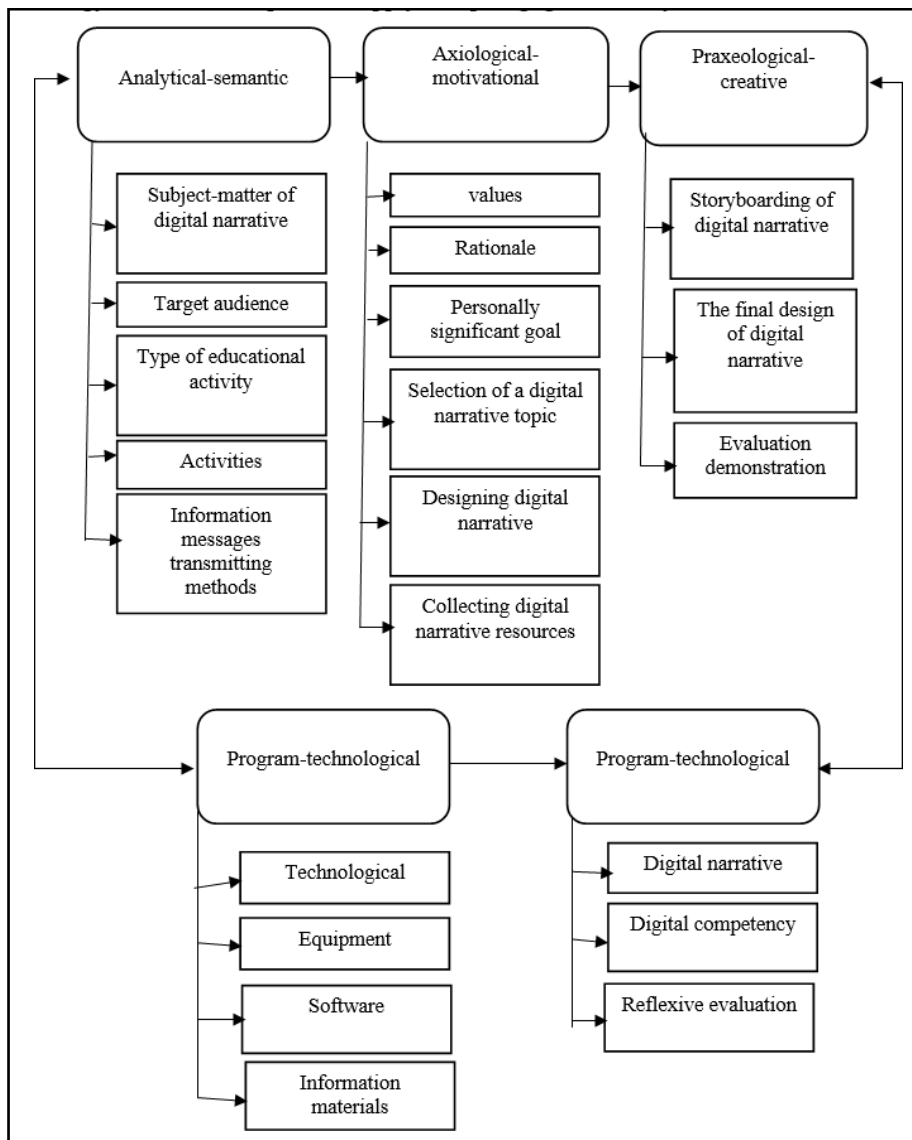 Analytical-semantic
Axiological-
motivational
Praxeological-
creative
Subject-matter of
digital narrative
Target audience
Type of educational
activity
Activities
Information
messages
transmitting
methods
values
Rationale
Personally
significant goal
Selection of a digital
narrative topic
Designing digital
narrative
Collecting digital
narrative resources
Storyboarding of
digital narrative
The final design
of digital
narrative
Evaluation
demonstration
Program-technological
Program-technological
Technological
Equipment
Software
Information
materials
Digital narrative
Digital competency
Reflexive evaluation